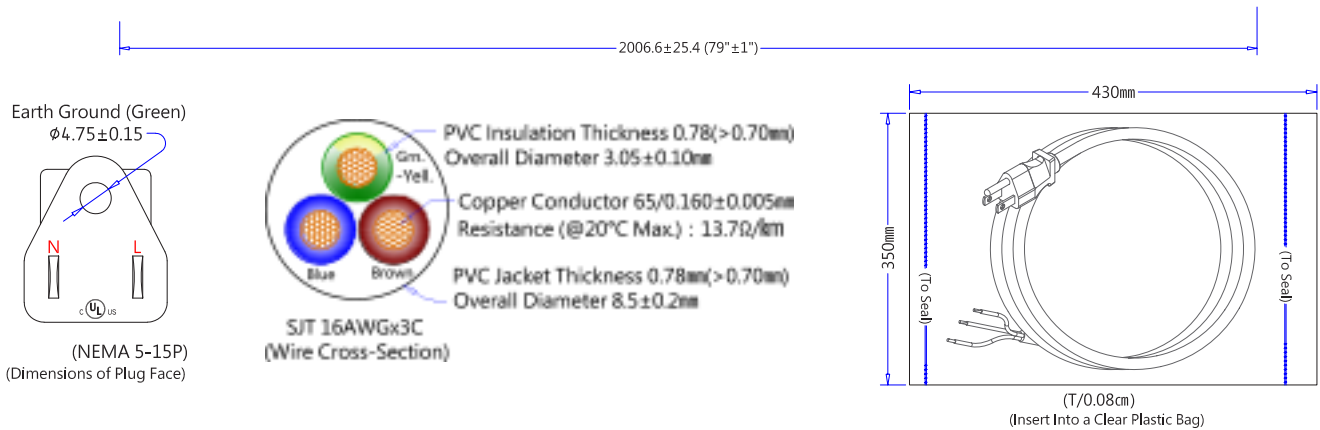 2006.6±25.4 (79"±1")
Earth Ground (Green)
Ø4.75±0.15
N
L
c UL US
(NEMA 5-15P)
(Dimensions of Plug Face)
Grn.
-Yell.
Blue
Brown
PVC Insulation Thickness 0.78(>0.70mm)
Overall Diameter 3.05±0.10mm
Copper Conductor 65/0.160±0.005mm
Resistance (@20°C Max.) : 13.7Ω/km
PVC Jacket Thickness 0.78mm(>0.70mm)
Overall Diameter 8.5±0.2mm
SJT 16AWGx3C
(Wire Cross-Section)
430mm
350mm
(To Seal)
(To Seal)
(T/0.08cm)
(Insert Into a Clear Plastic Bag)